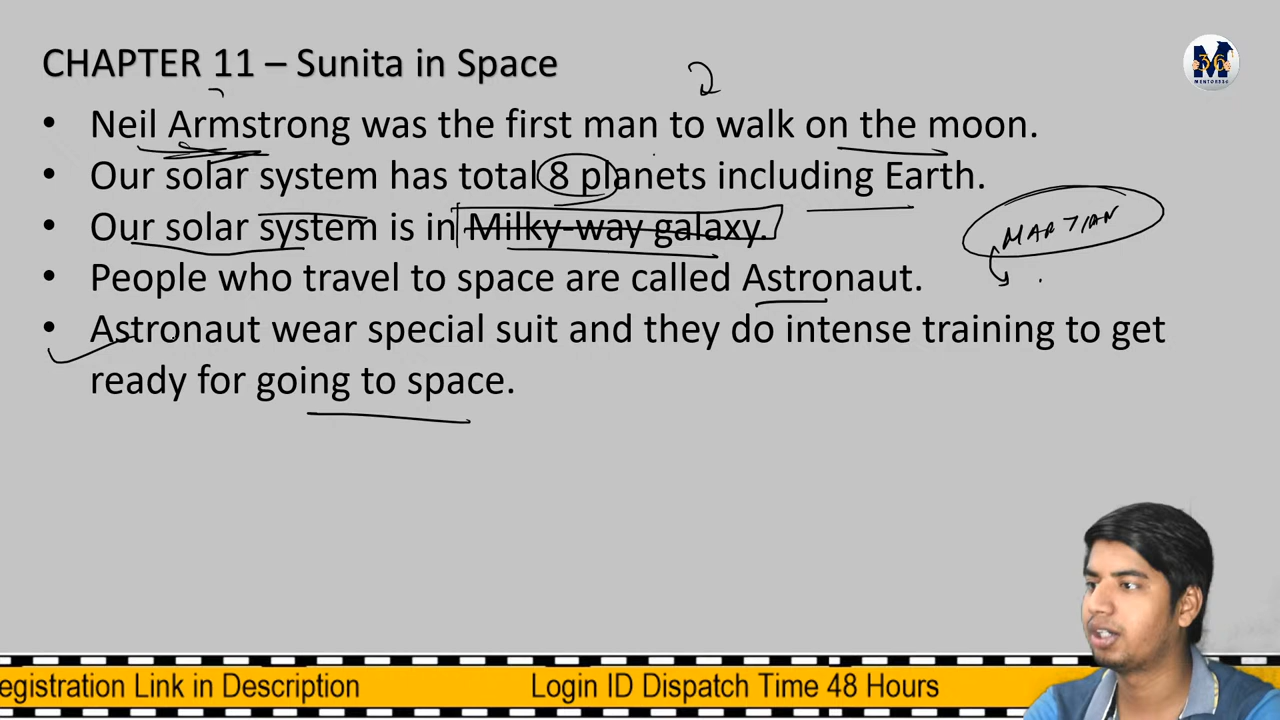 CHAPTER 11 – Sunita in Space
• Neil Armstrong was the first man to walk on the moon.
• Our solar system has total 8 planets including Earth.
• Our solar system is in Milky-way galaxy.
MARTIAN
• People who travel to space are called Astronaut.
• Astronaut wear special suit and they do intense training to get
ready for going to space.
M
36
MENTORS36
egistration Link in Description Login ID Dispatch Time 48 Hours